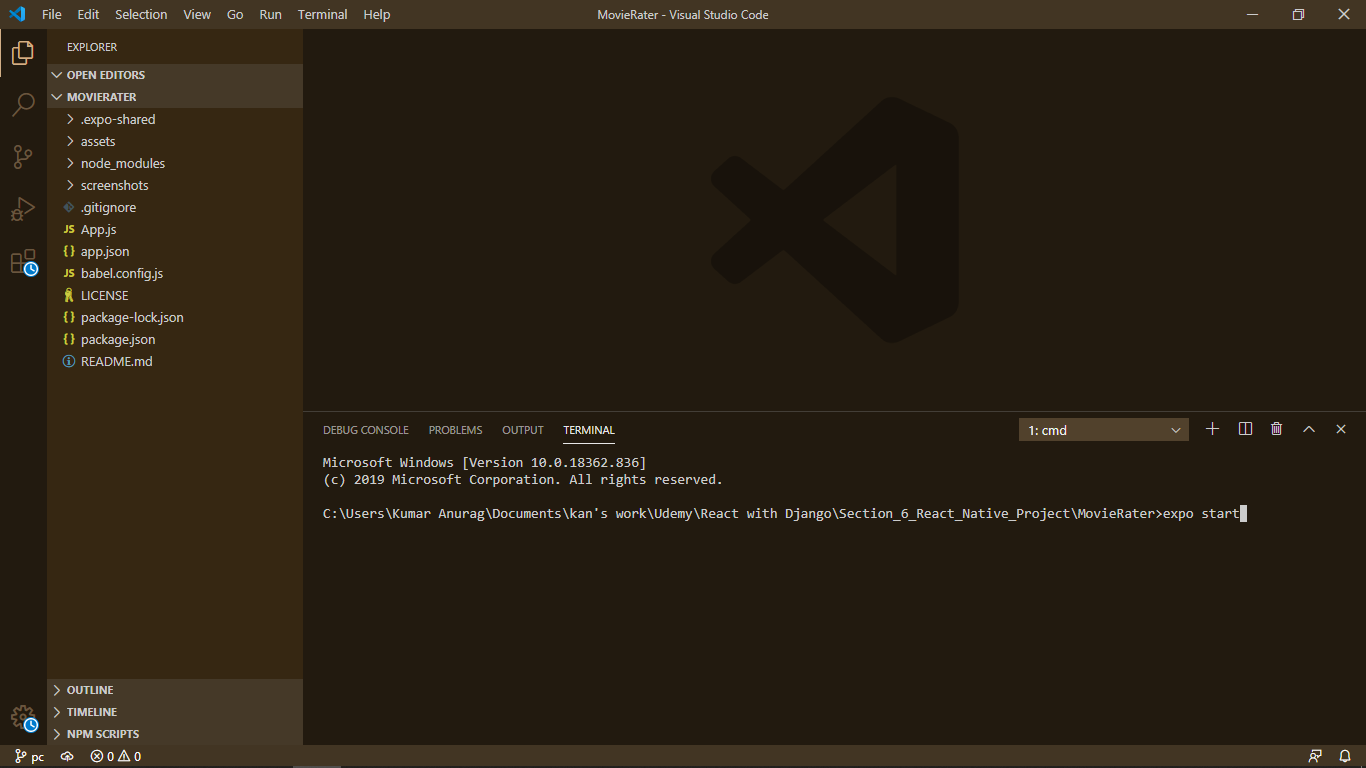 File Edit Selection View Go Run Terminal Help MovieRater - Visual Studio Code
EXPLORER
OPEN EDITORS
MOVIERATER
.expo-shared
assets
node_modules
screenshots
.gitignore
JS App.js
{} app.json
JS babel.config.js
LICENSE
{} package-lock.json
{} package.json
README.md
OUTLINE
TIMELINE
NPM SCRIPTS
DEBUG CONSOLE PROBLEMS OUTPUT TERMINAL 1: cmd
Microsoft Windows [Version 10.0.18362.836]
(c) 2019 Microsoft Corporation. All rights reserved.
C:\Users\Kumar Anurag\Documents\kan's work\Udemy\React with Django\Section_6_React_Native_Project\MovieRater>expo start
pc 0 0